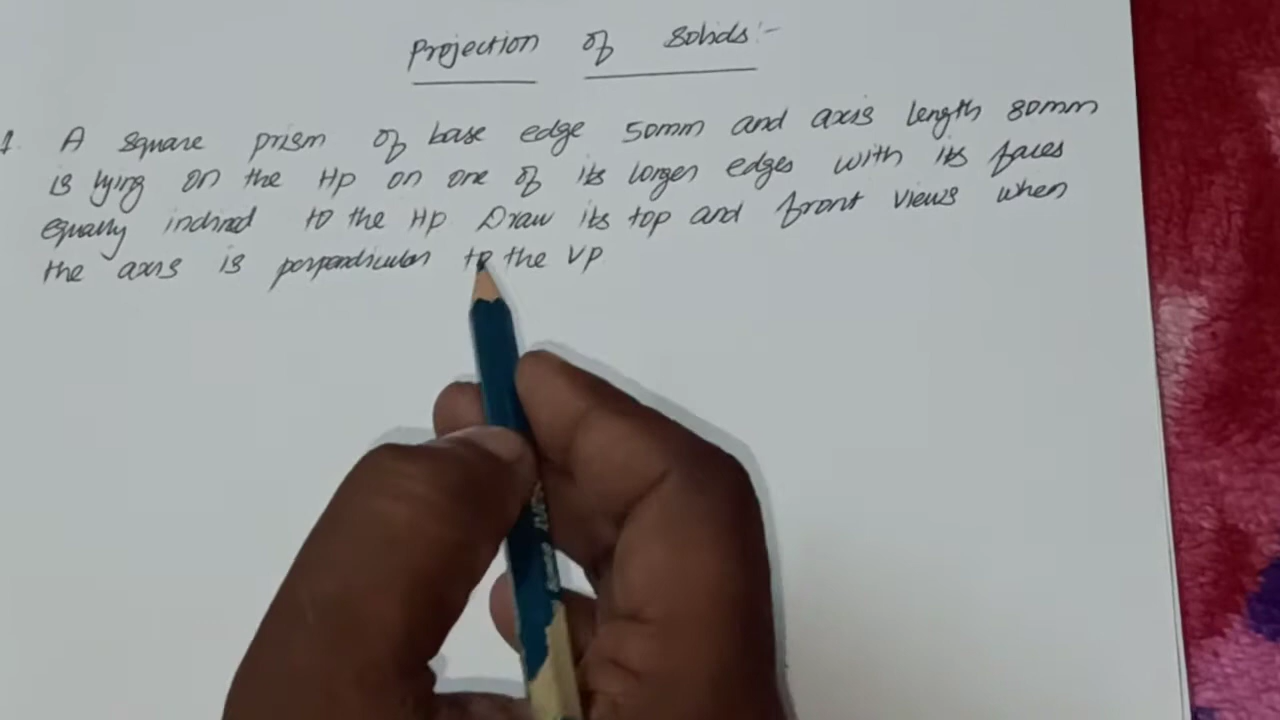 Projection of Solids:-
1. A square prism of base edge 50mm and axis length 80mm
is lying on the HP on one of its larger edges with its faces
equally inclined to the HP Draw its top and front views when
the axis is perpendicular to the VP